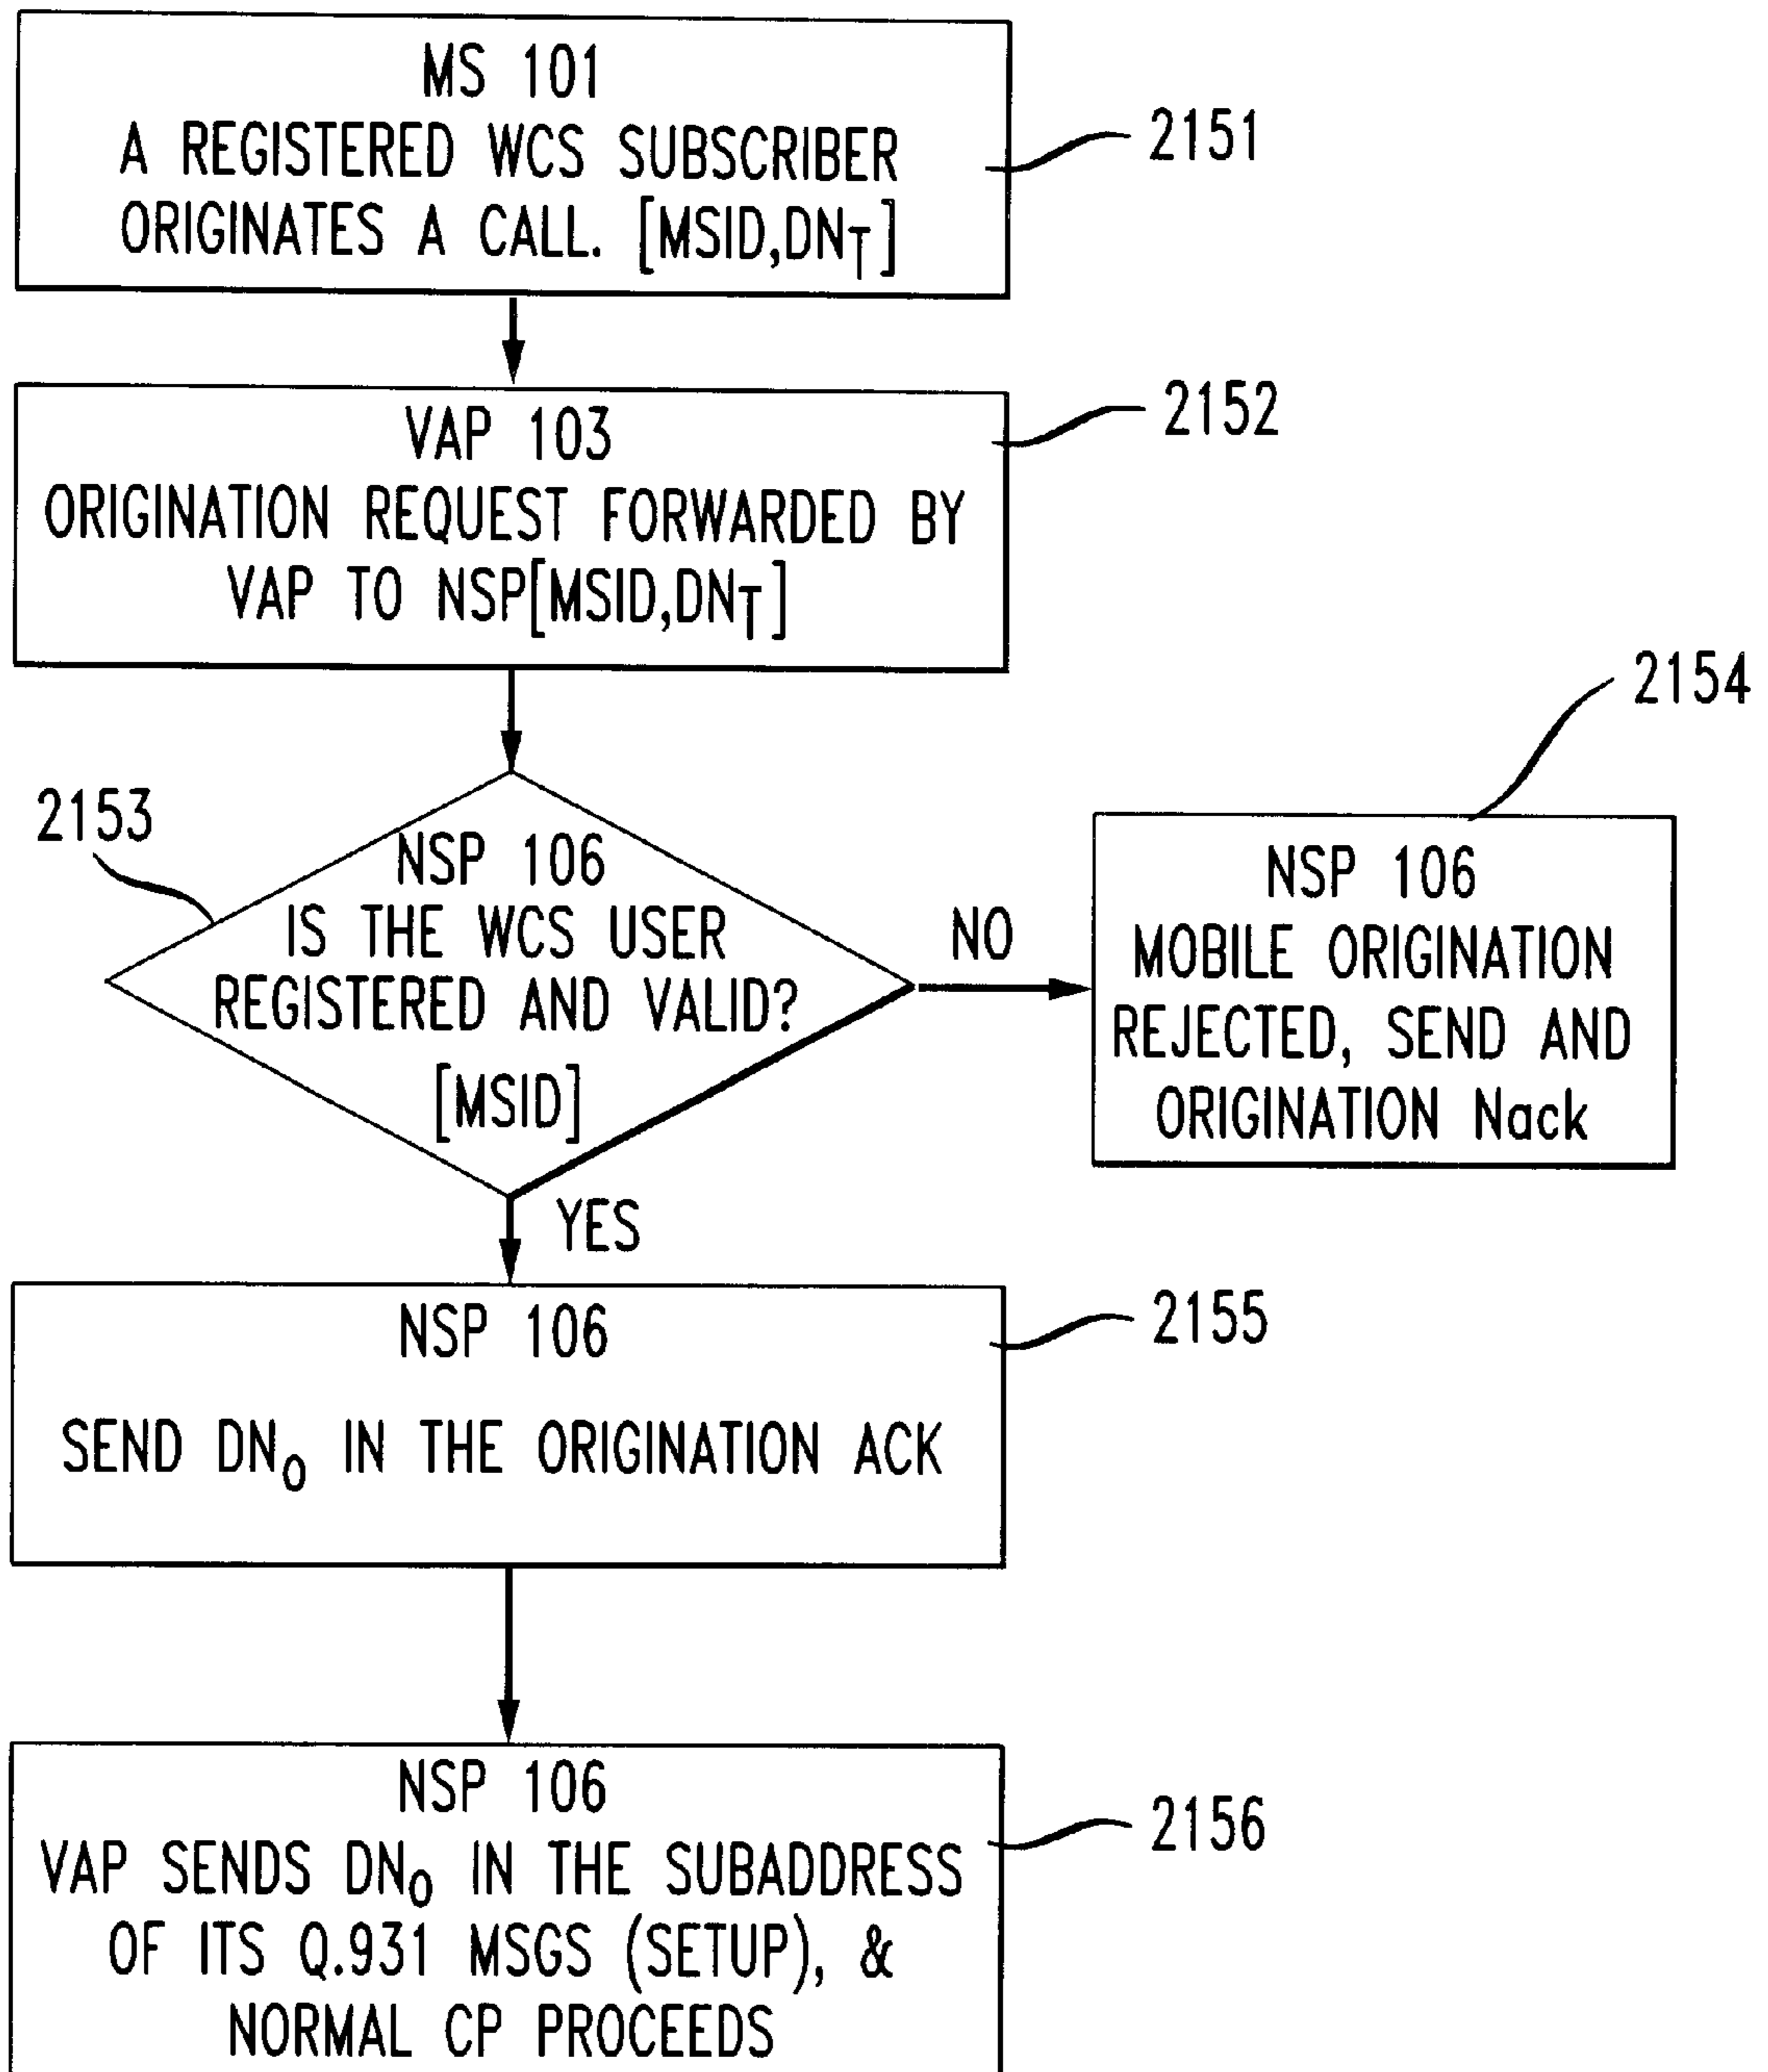 MS 101
A REGISTERED WCS SUBSCRIBER
ORIGINATES A CALL. [MSID,DNT]
2151
VAP 103
ORIGINATION REQUEST FORWARDED BY
VAP TO NSP[MSID,DNT]
2152
2153
NSP 106
IS THE WCS USER
REGISTERED AND VALID?
[MSID]
NO
YES
2154
NSP 106
MOBILE ORIGINATION
REJECTED, SEND AND
ORIGINATION Nack
NSP 106
SEND DNO IN THE ORIGINATION ACK
2155
NSP 106
VAP SENDS DNO IN THE SUBADDRESS
OF ITS Q.931 MSGS (SETUP), &
NORMAL CP PROCEEDS
2156